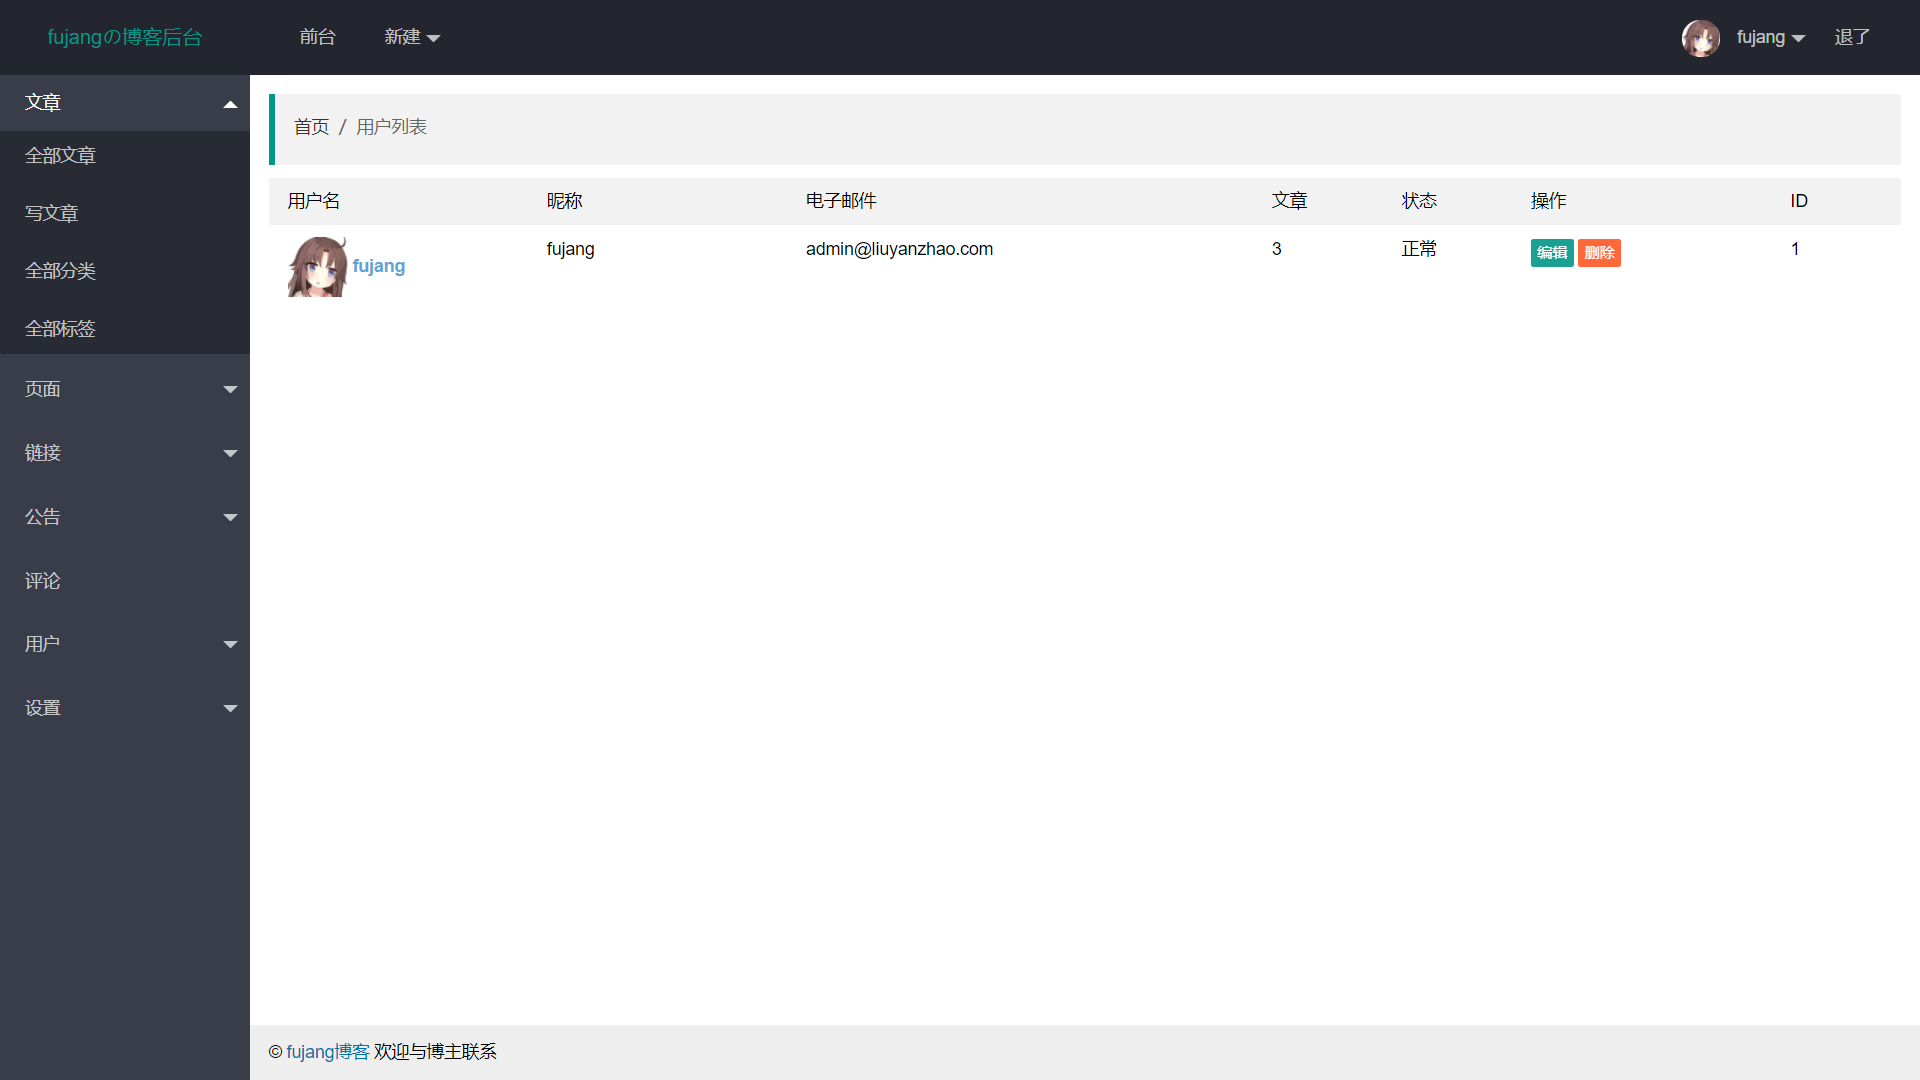 fujangの博客后台 前台 新建 fujang 退了
文章
全部文章
写文章
全部分类
全部标签
页面
链接
公告
评论
用户
设置
首页 / 用户列表
用户名 昵称 电子邮件 文章 状态 操作 ID
fujang fujang admin@liuyanzhao.com 3 正常 编辑 删除 1
© fujang博客 欢迎与博主联系